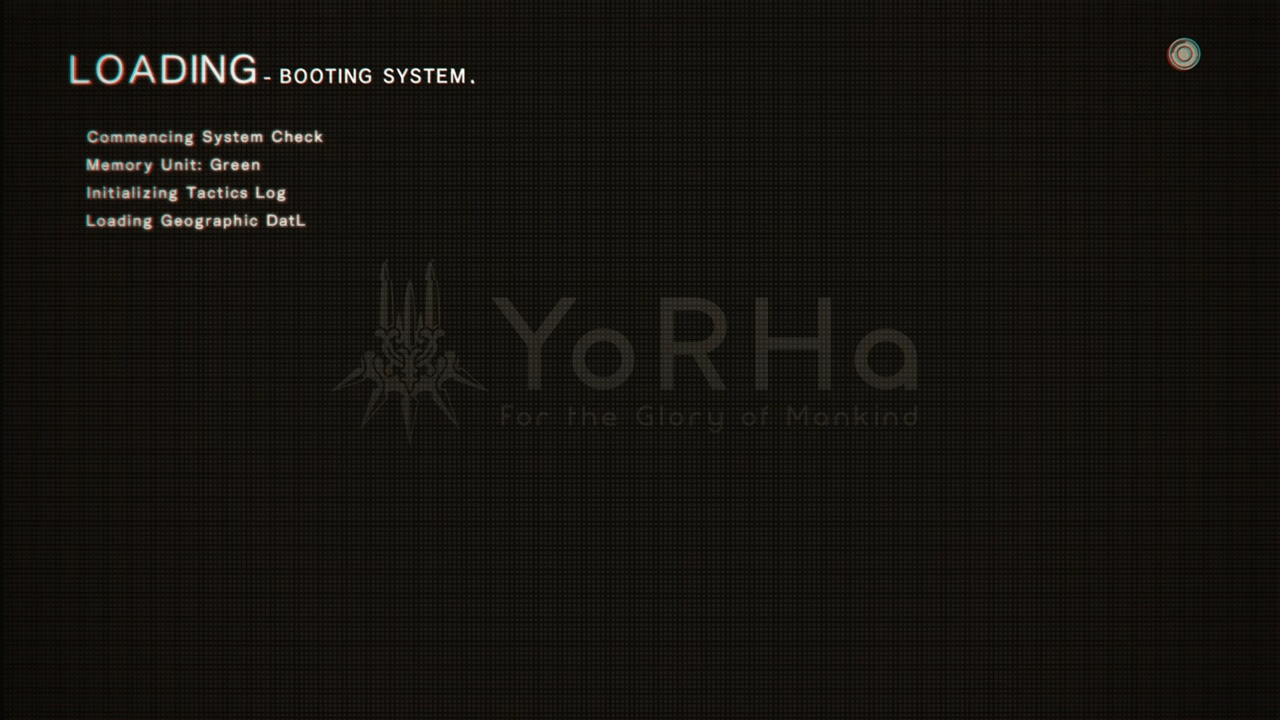 LOADING - BOOTING SYSTEM.
Commencing System Check
Memory Unit: Green
Initializing Tactics Log
Loading Geographic DatL
YoRHa
For the Glory of Mankind